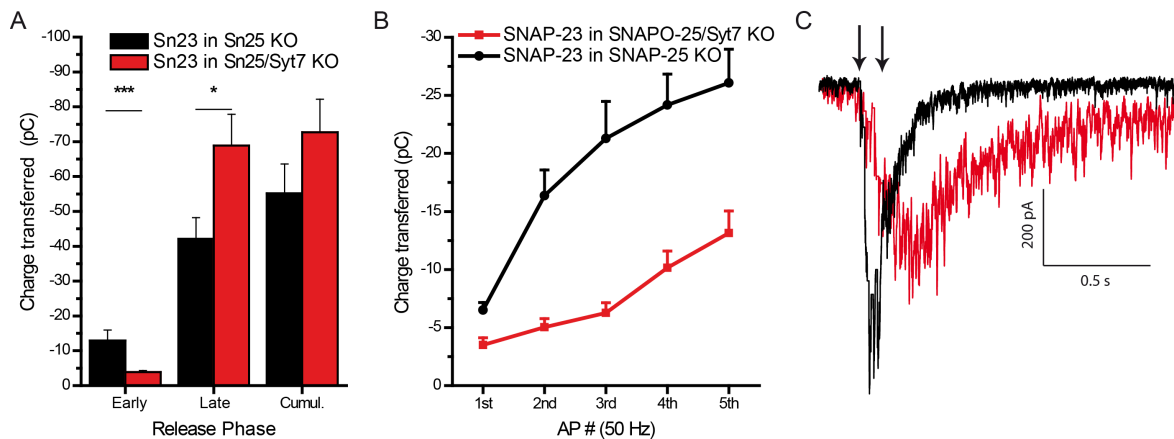 A
Charge transferred (pC)
-100
-90
-80
-70
-60
-50
-40
-30
-20
-10
0
Sn23 in Sn25 KO
Sn23 in Sn25/Syt7 KO
***
*
Early Late Cumul.
Release Phase
B
Charge transferred (pC)
-30
-25
-20
-15
-10
-5
0
SNAP-23 in SNAPO-25/Syt7 KO
SNAP-23 in SNAP-25 KO
1st 2nd 3rd 4th 5th
AP # (50 Hz)
C
200 pA
0.5 s